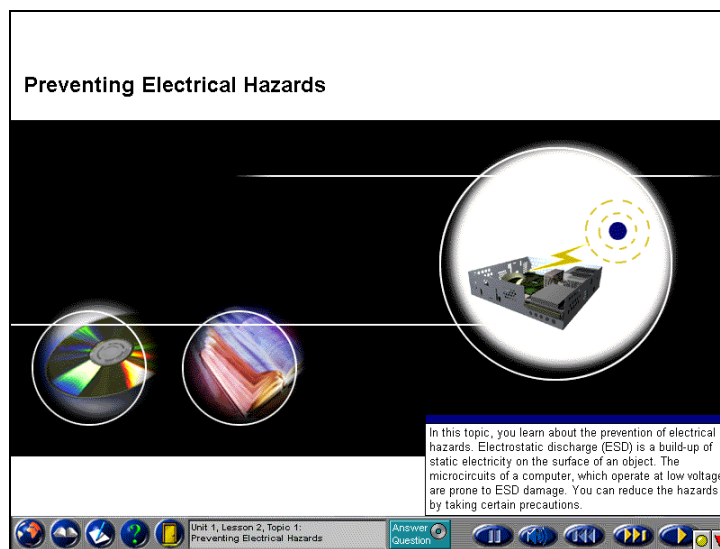 Preventing Electrical Hazards
In this topic, you learn about the prevention of electrical
hazards. Electrostatic discharge (ESD) is a build-up of
static electricity on the surface of an object. The
microcircuits of a computer, which operate at low voltage
are prone to ESD damage. You can reduce the hazards
by taking certain precautions.
Unit 1, Lesson 2, Topic 1:
Preventing Electrical Hazards
Answer
Question